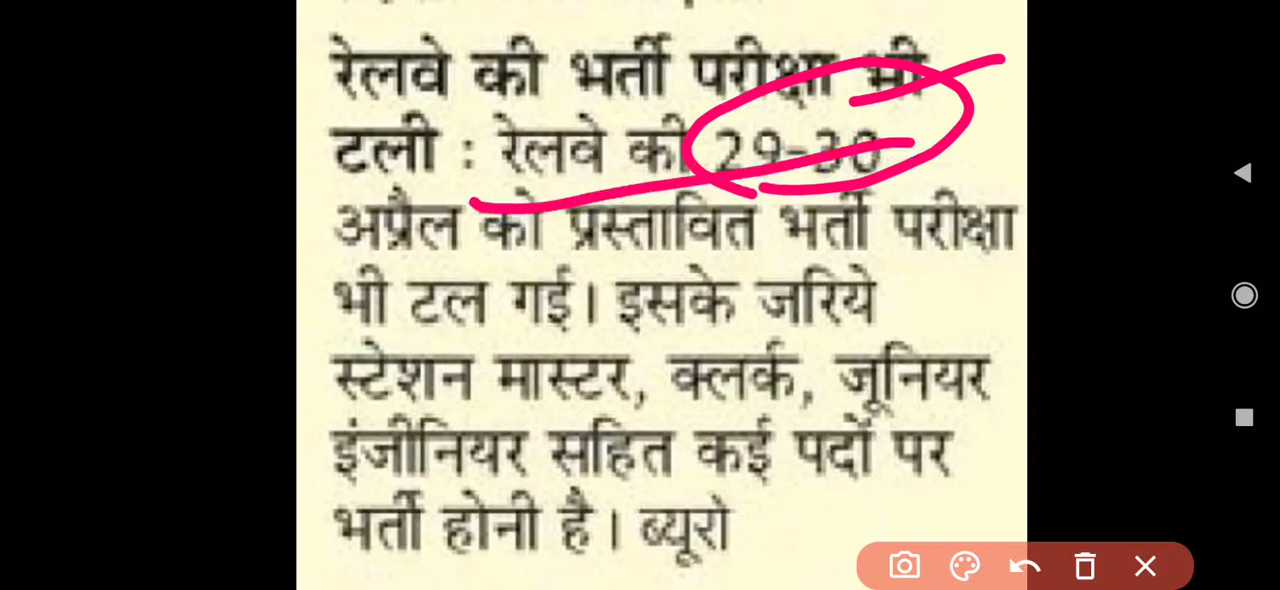 रेलवे की भर्ती परीक्षा भी
टली : रेलवे की 29-30
अप्रैल को प्रस्तावित भर्ती परीक्षा
भी टल गई। इसके जरिये
स्टेशन मास्टर, क्लर्क, जूनियर
इंजीनियर सहित कई पदों पर
भर्ती होनी है। ब्यूरो